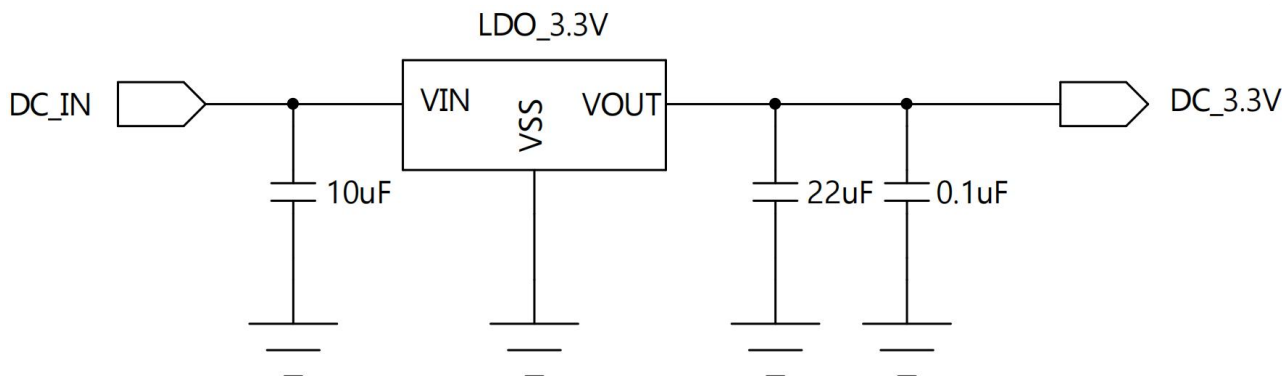 LDO_3.3V
DC_IN
VIN
VSS
VOUT
DC_3.3V
10uF
22uF
0.1uF